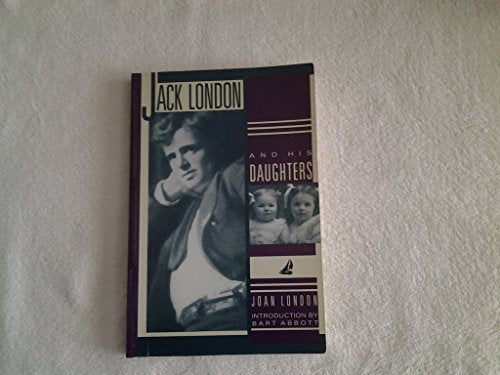 JACK LONDON
AND HIS
DAUGHTERS
JOAN LONDON
INTRODUCTION BY
BART ABBOTT